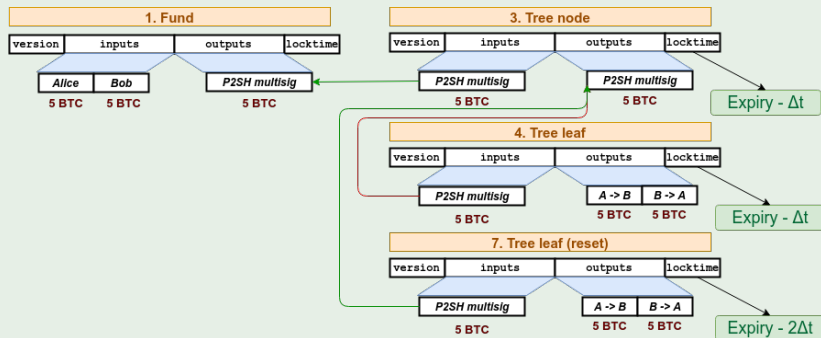 1. Fund
version inputs outputs locktime
Alice Bob P2SH multisig
5 BTC 5 BTC 5 BTC
3. Tree node
version inputs outputs locktime
P2SH multisig P2SH multisig
5 BTC 5 BTC
Expiry - Δt
4. Tree leaf
version inputs outputs locktime
P2SH multisig A -> B B -> A
5 BTC 5 BTC 5 BTC
Expiry - Δt
7. Tree leaf (reset)
version inputs outputs locktime
P2SH multisig A -> B B -> A
5 BTC 5 BTC 5 BTC
Expiry - 2Δt